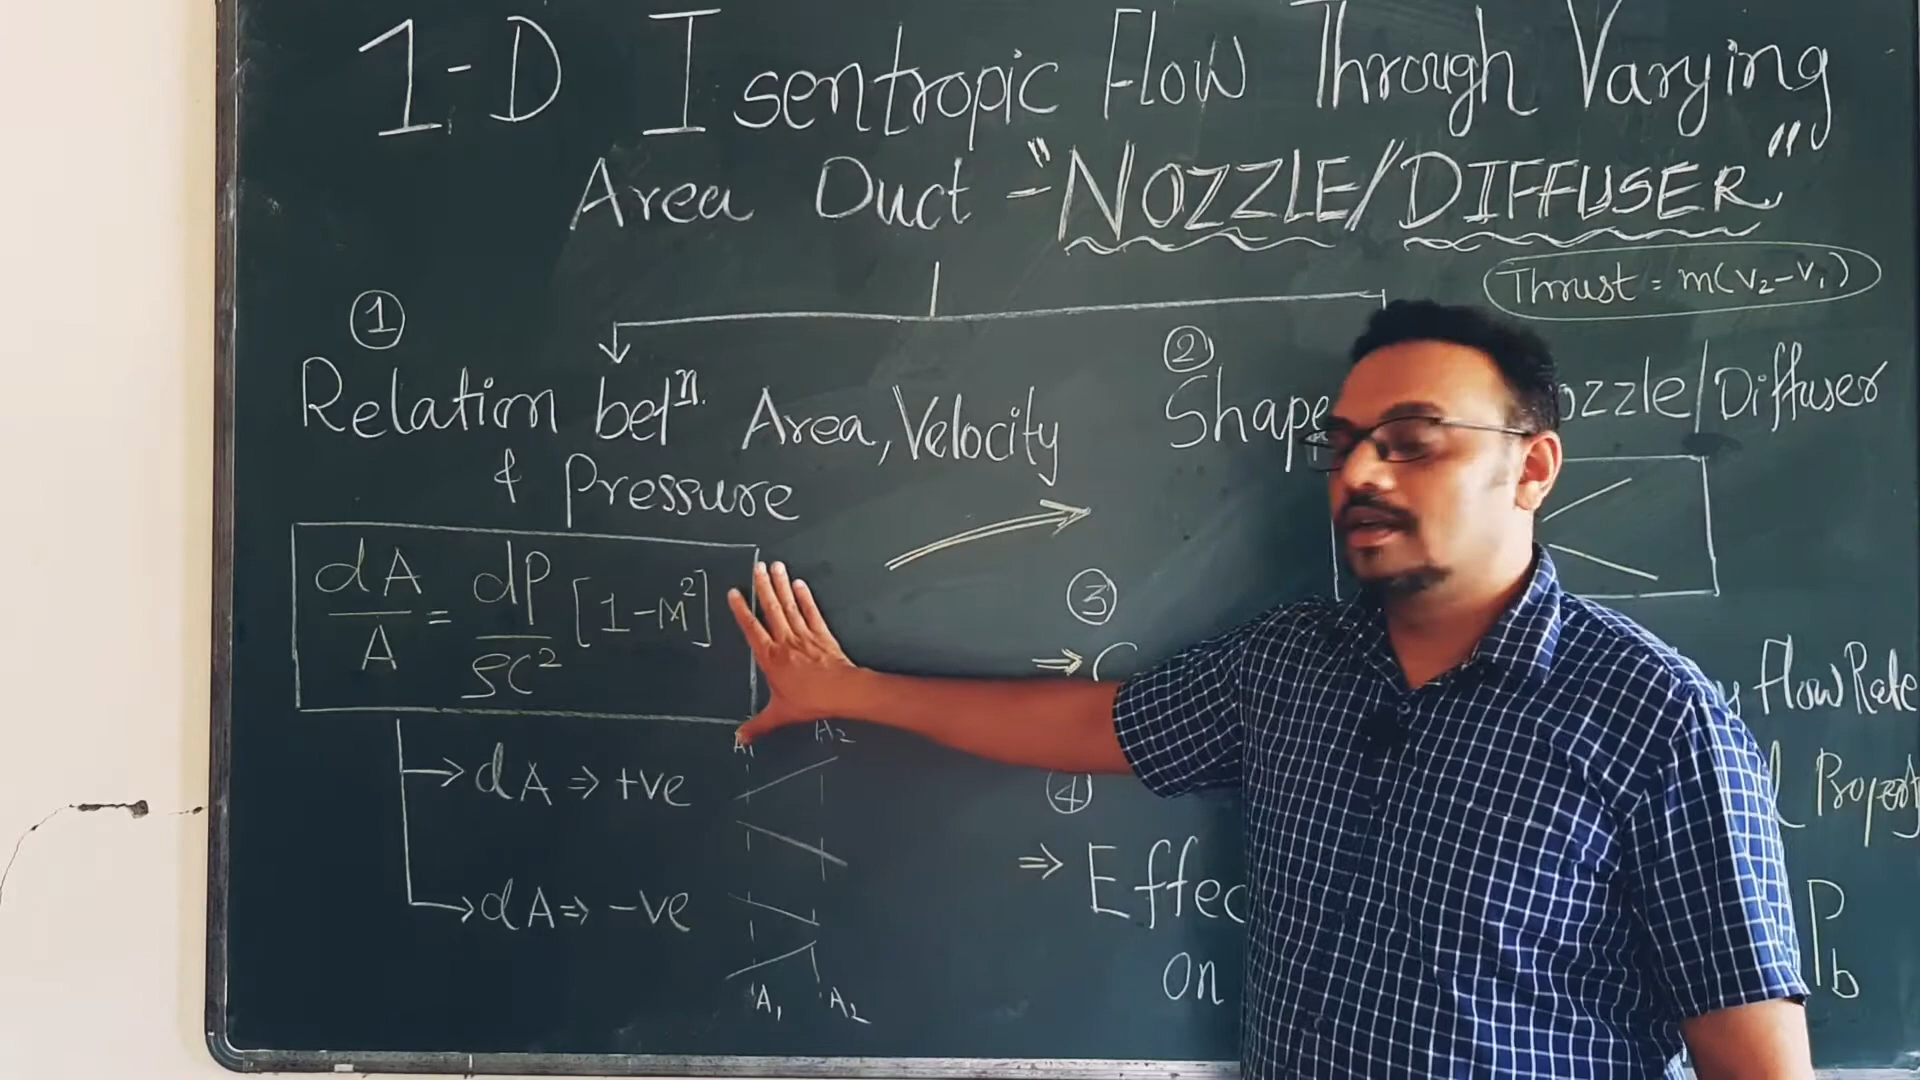 1-D Isentropic Flow Through Varying
Area Duct - "NOZZLE/DIFFUSER"
Thrust = m(V₂-V₁)
①
Relation betⁿ. Area, Velocity
& Pressure
dA/A = dP/ρC² [1-M²]
A₁ A₂
dA ⇒ +ve
dA ⇒ -ve
A₁ A₂
②
Shape ozzle/Diffuser
③
⇒ C
Flow Rate
④
⇒ Effec
on
P
b